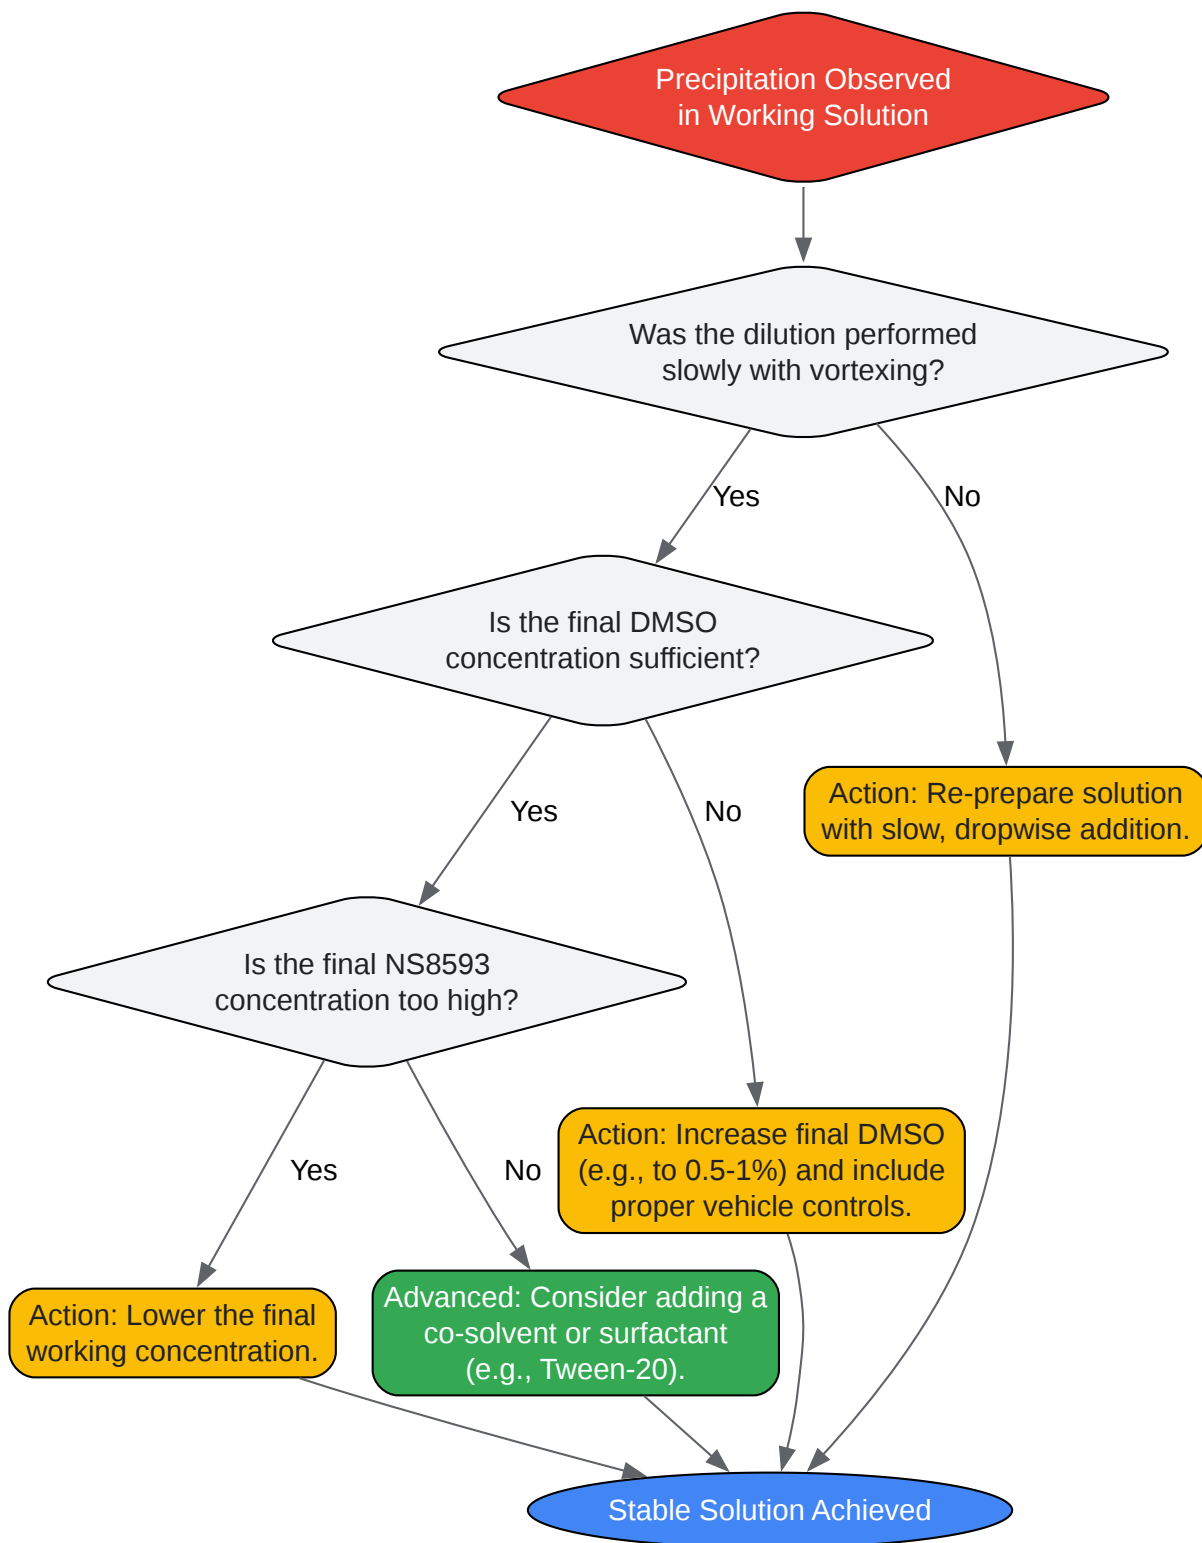 Precipitation Observed
in Working Solution
Was the dilution performed
slowly with vortexing?
Yes
No
Is the final DMSO
concentration sufficient?
Yes
No
Action: Re-prepare solution
with slow, dropwise addition.
Is the final NS8593
concentration too high?
Yes
No
Action: Increase final DMSO
(e.g., to 0.5-1%) and include
proper vehicle controls.
Action: Lower the final
working concentration.
Advanced: Consider adding a
co-solvent or surfactant
(e.g., Tween-20).
Stable Solution Achieved